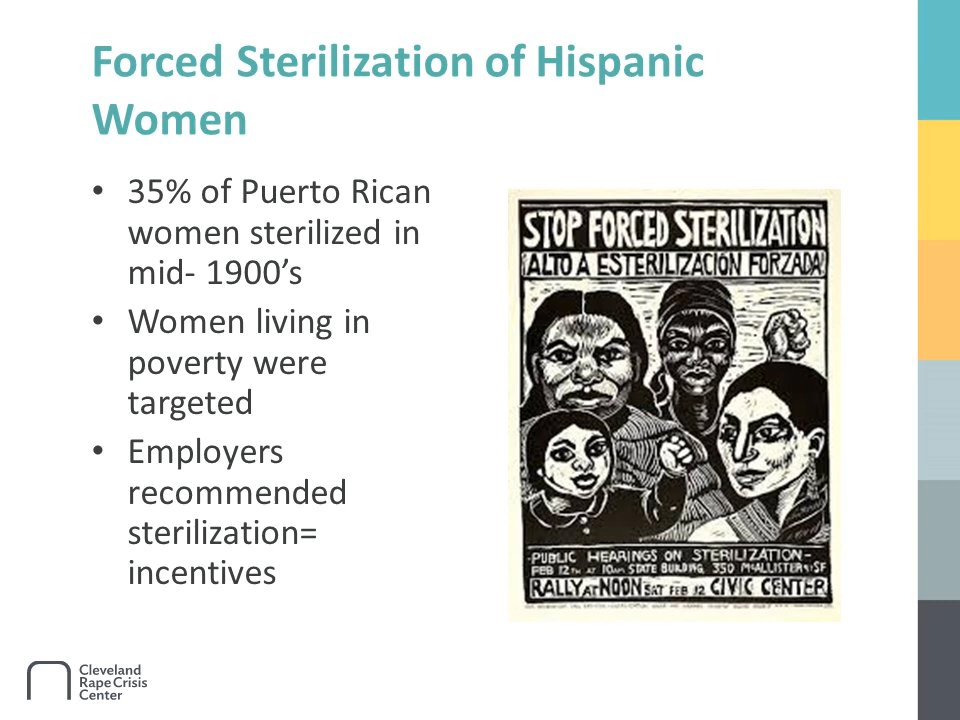 Forced Sterilization of Hispanic
Women
• 35% of Puerto Rican
women sterilized in
mid- 1900’s
• Women living in
poverty were
targeted
• Employers
recommended
sterilization=
incentives
STOP FORCED STERILIZATION
¡ALTO A ESTERILIZACIÓN FORZADA!
-PUBLIC HEARINGS ON STERILIZATION-
FEB 12TH AT 10AM STATE BUILDING, 350 McALLISTER ST SF
RALLY AT NOON SAT FEB 12 CIVIC CENTER
Cleveland
Rape Crisis
Center